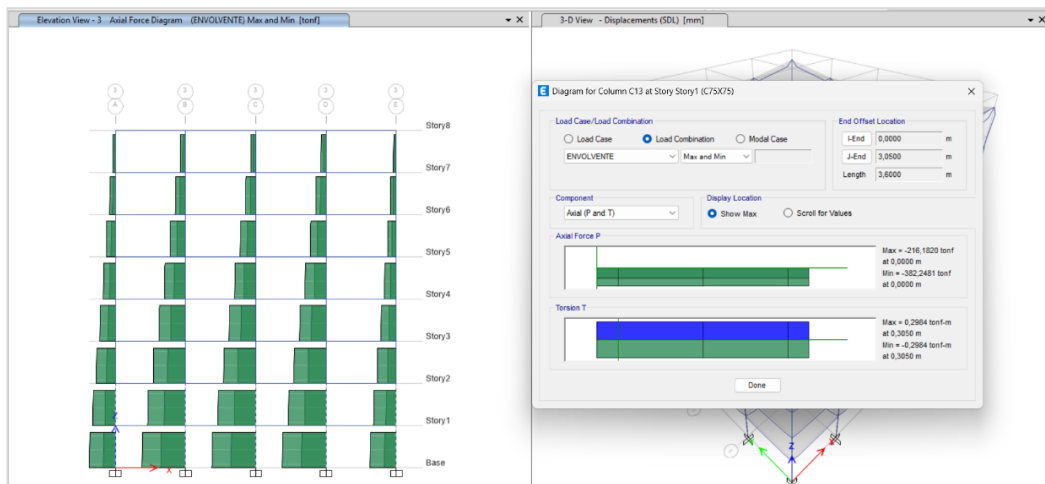 Elevation View - 3 Axial Force Diagram (ENVOLVENTE) Max and Min [tonf]
3 3 3 3 3
A B C D E
Story8
Story7
Story6
Story5
Story4
Story3
Story2
Story1
Base
Z
X
3-D View - Displacements (SDL) [mm]
Z
Diagram for Column C13 at Story Story1 (C75X75)
Load Case/Load Combination
Load Case Load Combination Modal Case
ENVOLVENTE Max and Min
End Offset Location
I-End 0,0000 m
J-End 3,0500 m
Length 3,6000 m
Component
Axial (P and T)
Display Location
Show Max Scroll for Values
Axial Force P
Max = -216,1820 tonf
at 0,0000 m
Min = -382,2481 tonf
at 0,0000 m
Torsion T
Max = 0,2984 tonf-m
at 0,3050 m
Min = -0,2984 tonf-m
at 0,3050 m
Done